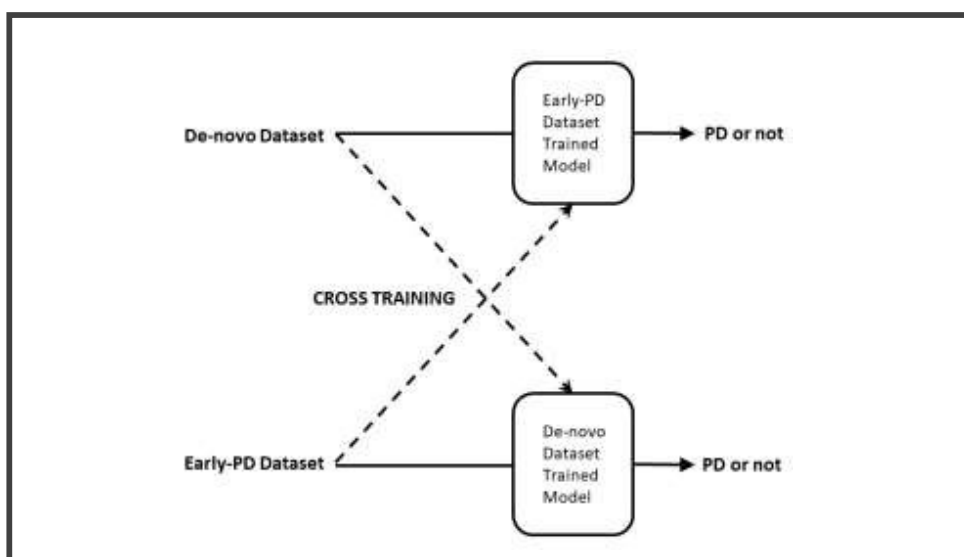 Early-PD
Dataset
Trained
Model
De-novo Dataset
PD or not
CROSS TRAINING
De-novo
Dataset
Trained
Model
Early-PD Dataset
PD or not